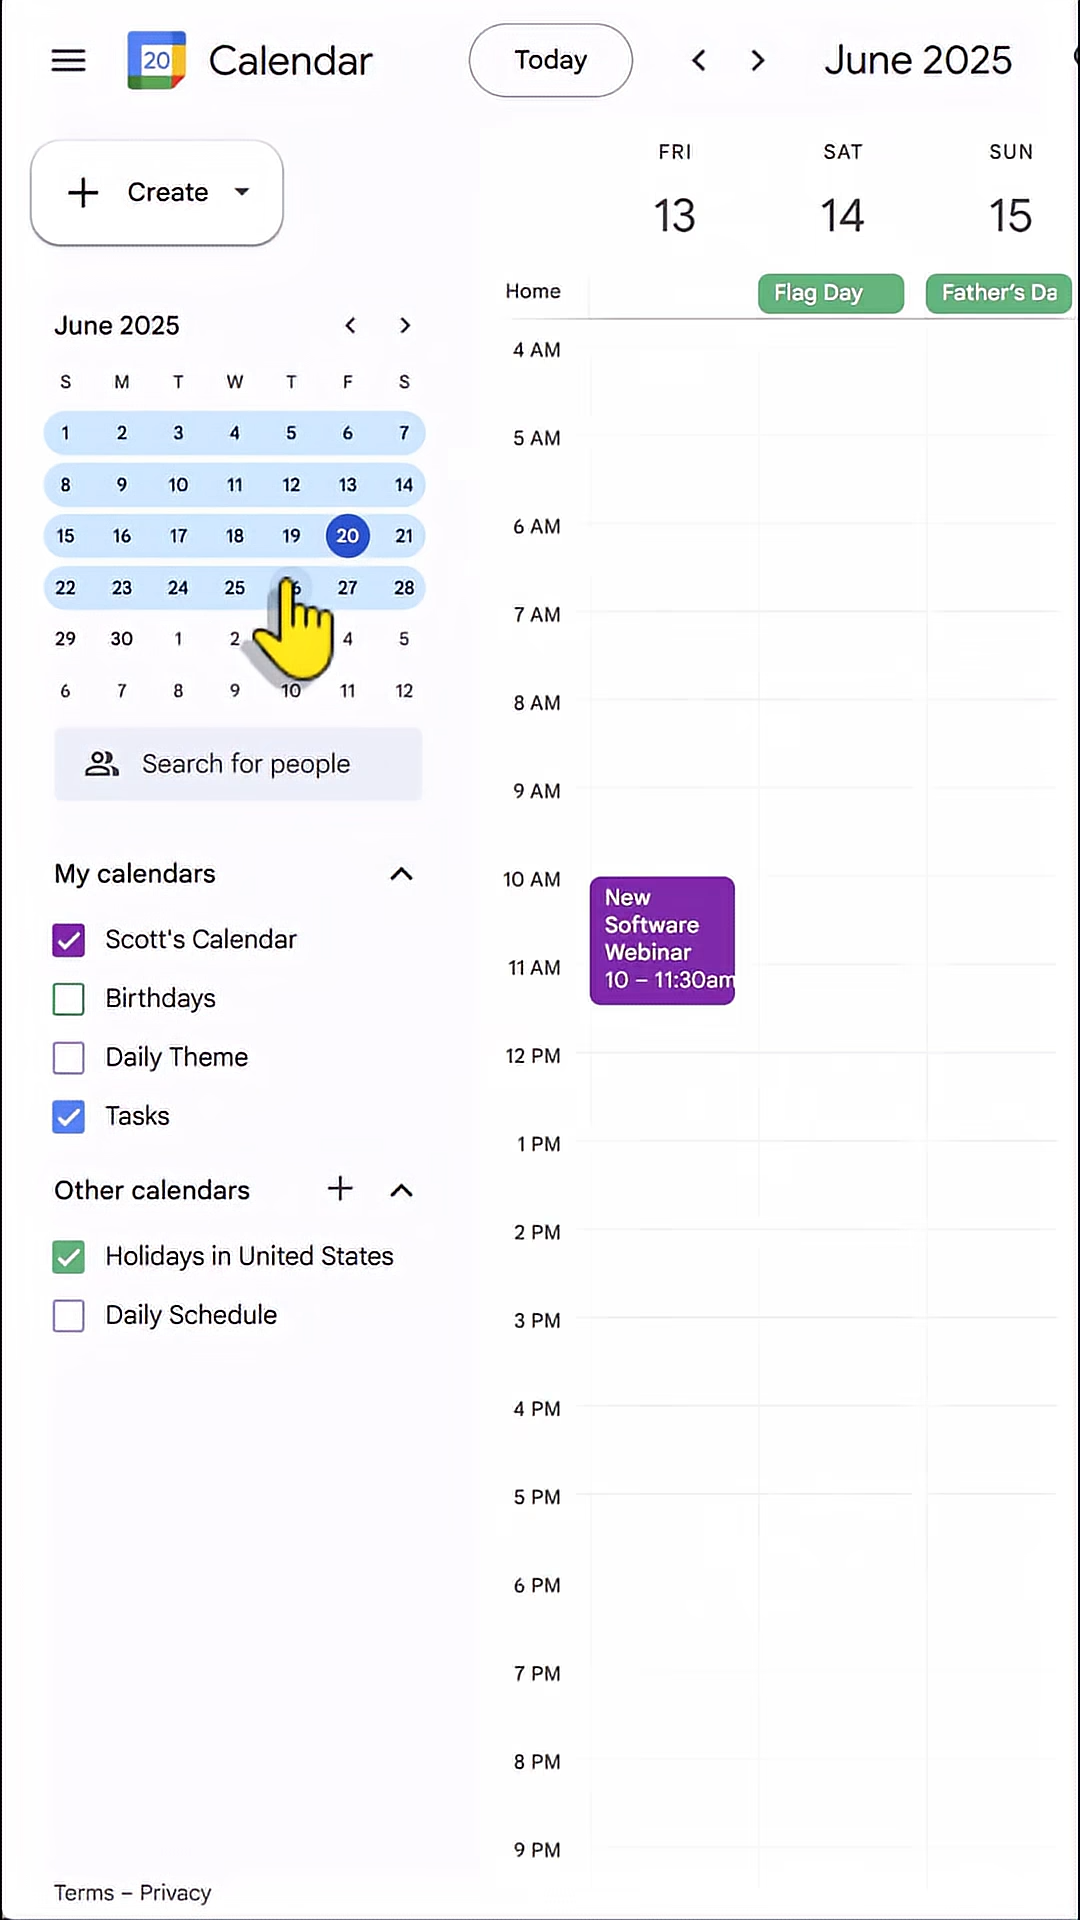 20
Calendar
Today
June 2025
Create
FRI
SAT
SUN
13
14
15
Home
Flag Day
Father's Da
June 2025
S M T W T F S
1 2 3 4 5 6 7
8 9 10 11 12 13 14
15 16 17 18 19 20 21
22 23 24 25 27 28
29 30 1 2 4 5
6 7 8 9 10 11 12
Search for people
My calendars
Scott's Calendar
Birthdays
Daily Theme
Tasks
Other calendars
Holidays in United States
Daily Schedule
Terms – Privacy
4 AM
5 AM
6 AM
7 AM
8 AM
9 AM
10 AM
New
Software
Webinar
10 – 11:30am
11 AM
12 PM
1 PM
2 PM
3 PM
4 PM
5 PM
6 PM
7 PM
8 PM
9 PM